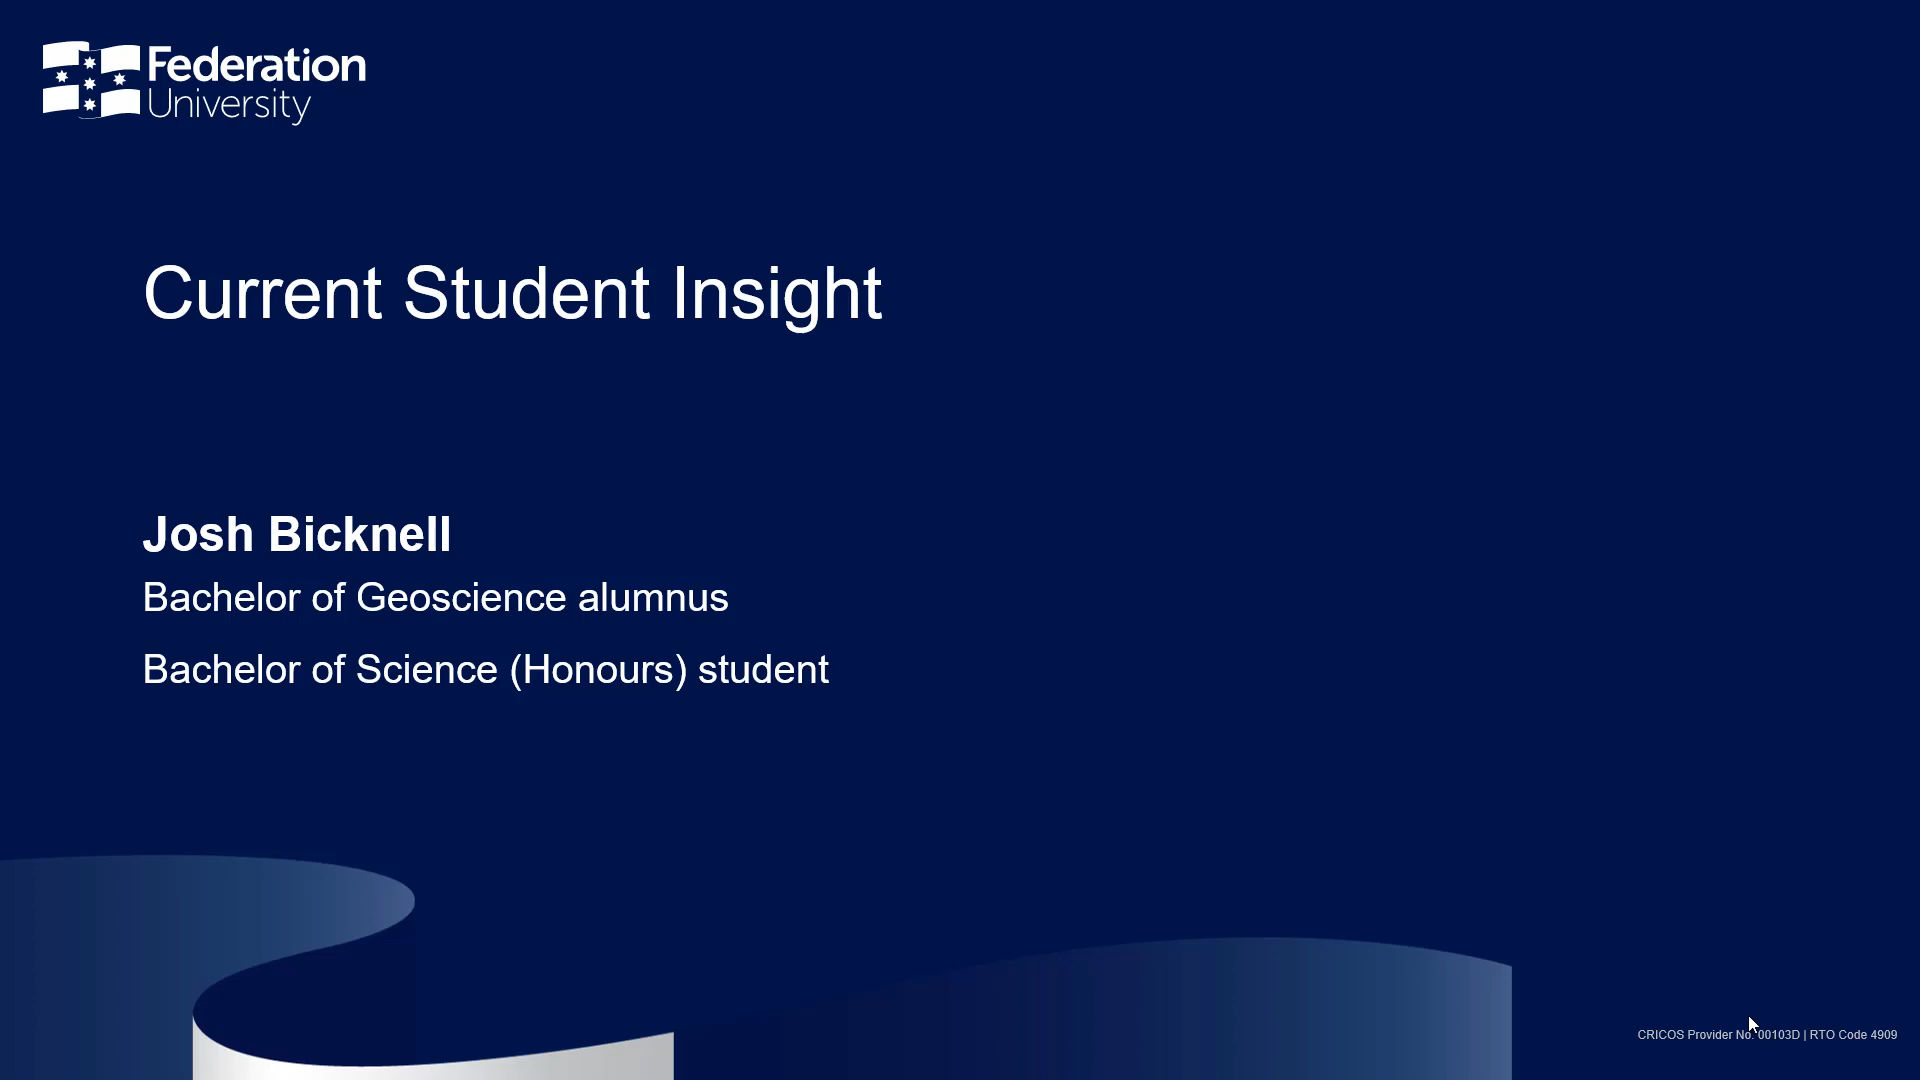 Federation
University
Current Student Insight
Josh Bicknell
Bachelor of Geoscience alumnus
Bachelor of Science (Honours) student
CRICOS Provider No. 00103D | RTO Code 4909